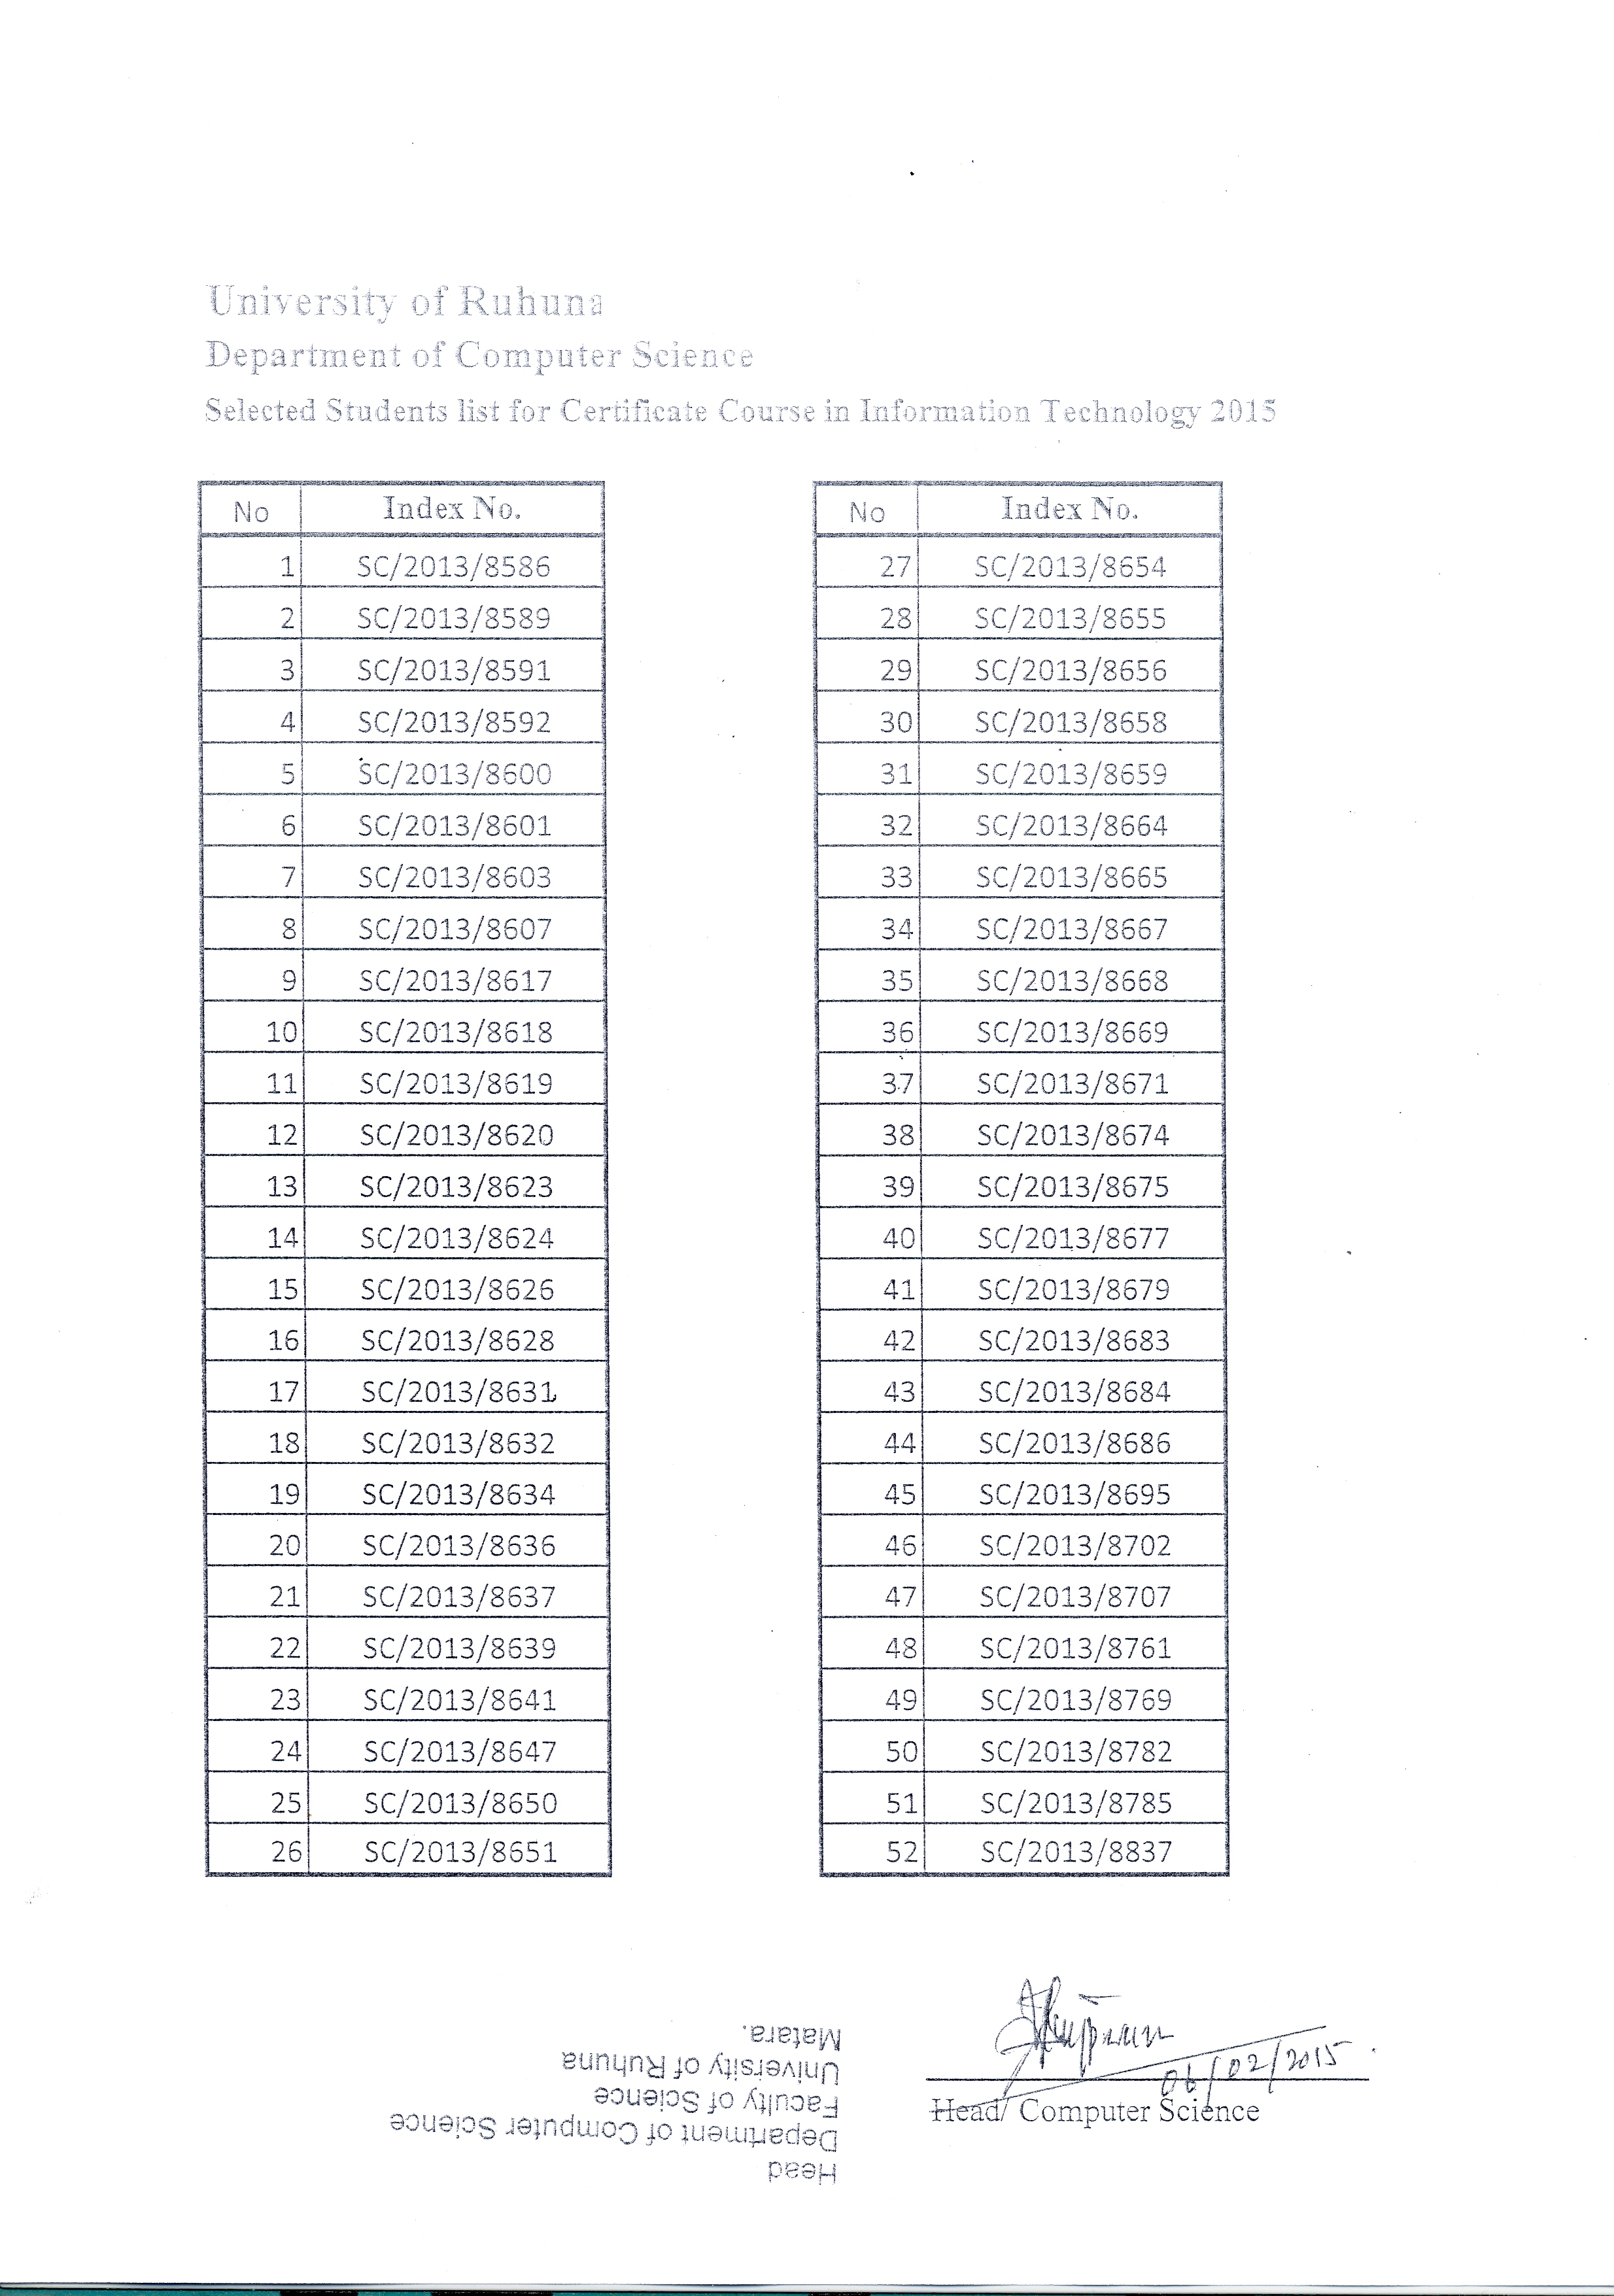 University of Ruhuna
Department of Computer Science
Selected Students list for Certificate Course in Information Technology 2015
No Index No.
1 SC/2013/8586
2 SC/2013/8589
3 SC/2013/8591
4 SC/2013/8592
5 SC/2013/8600
6 SC/2013/8601
7 SC/2013/8603
8 SC/2013/8607
9 SC/2013/8617
10 SC/2013/8618
11 SC/2013/8619
12 SC/2013/8620
13 SC/2013/8623
14 SC/2013/8624
15 SC/2013/8626
16 SC/2013/8628
17 SC/2013/8631
18 SC/2013/8632
19 SC/2013/8634
20 SC/2013/8636
21 SC/2013/8637
22 SC/2013/8639
23 SC/2013/8641
24 SC/2013/8647
25 SC/2013/8650
26 SC/2013/8651
No Index No.
27 SC/2013/8654
28 SC/2013/8655
29 SC/2013/8656
30 SC/2013/8658
31 SC/2013/8659
32 SC/2013/8664
33 SC/2013/8665
34 SC/2013/8667
35 SC/2013/8668
36 SC/2013/8669
37 SC/2013/8671
38 SC/2013/8674
39 SC/2013/8675
40 SC/2013/8677
41 SC/2013/8679
42 SC/2013/8683
43 SC/2013/8684
44 SC/2013/8686
45 SC/2013/8695
46 SC/2013/8702
47 SC/2013/8707
48 SC/2013/8761
49 SC/2013/8769
50 SC/2013/8782
51 SC/2013/8785
52 SC/2013/8837
06/02/2015
Head/ Computer Science
Head
Department of Computer Science
Faculty of Science
University of Ruhuna
Matara.